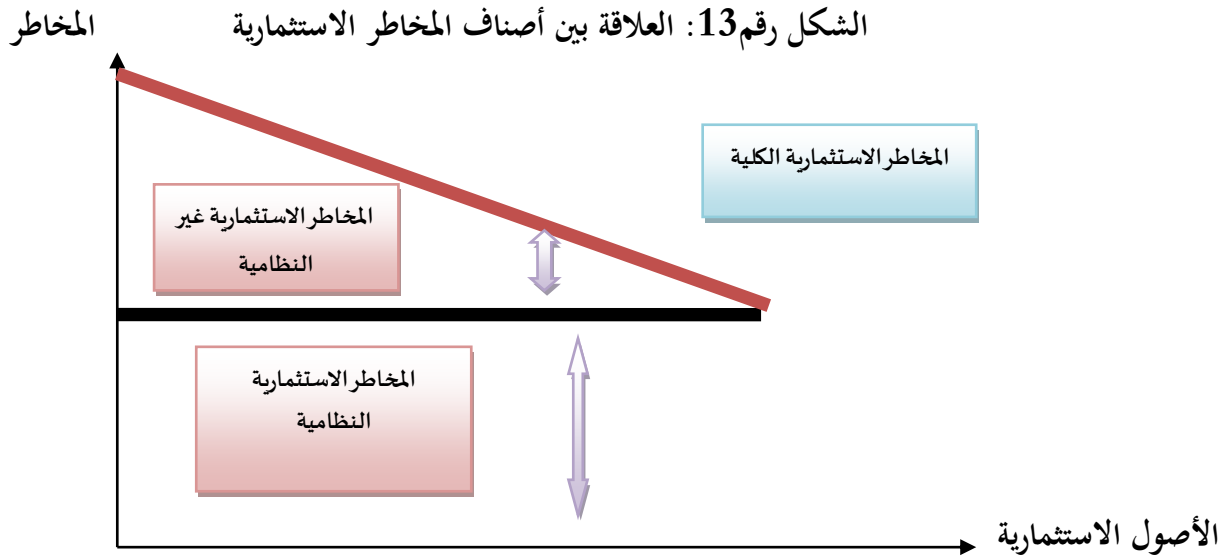 الشكل رقم13: العلاقة بين أصناف المخاطر الاستثمارية
المخاطر
المخاطر الاستثمارية الكلية
المخاطر الاستثمارية غير
النظامية
المخاطر الاستثمارية
النظامية
الأصول الاستثمارية